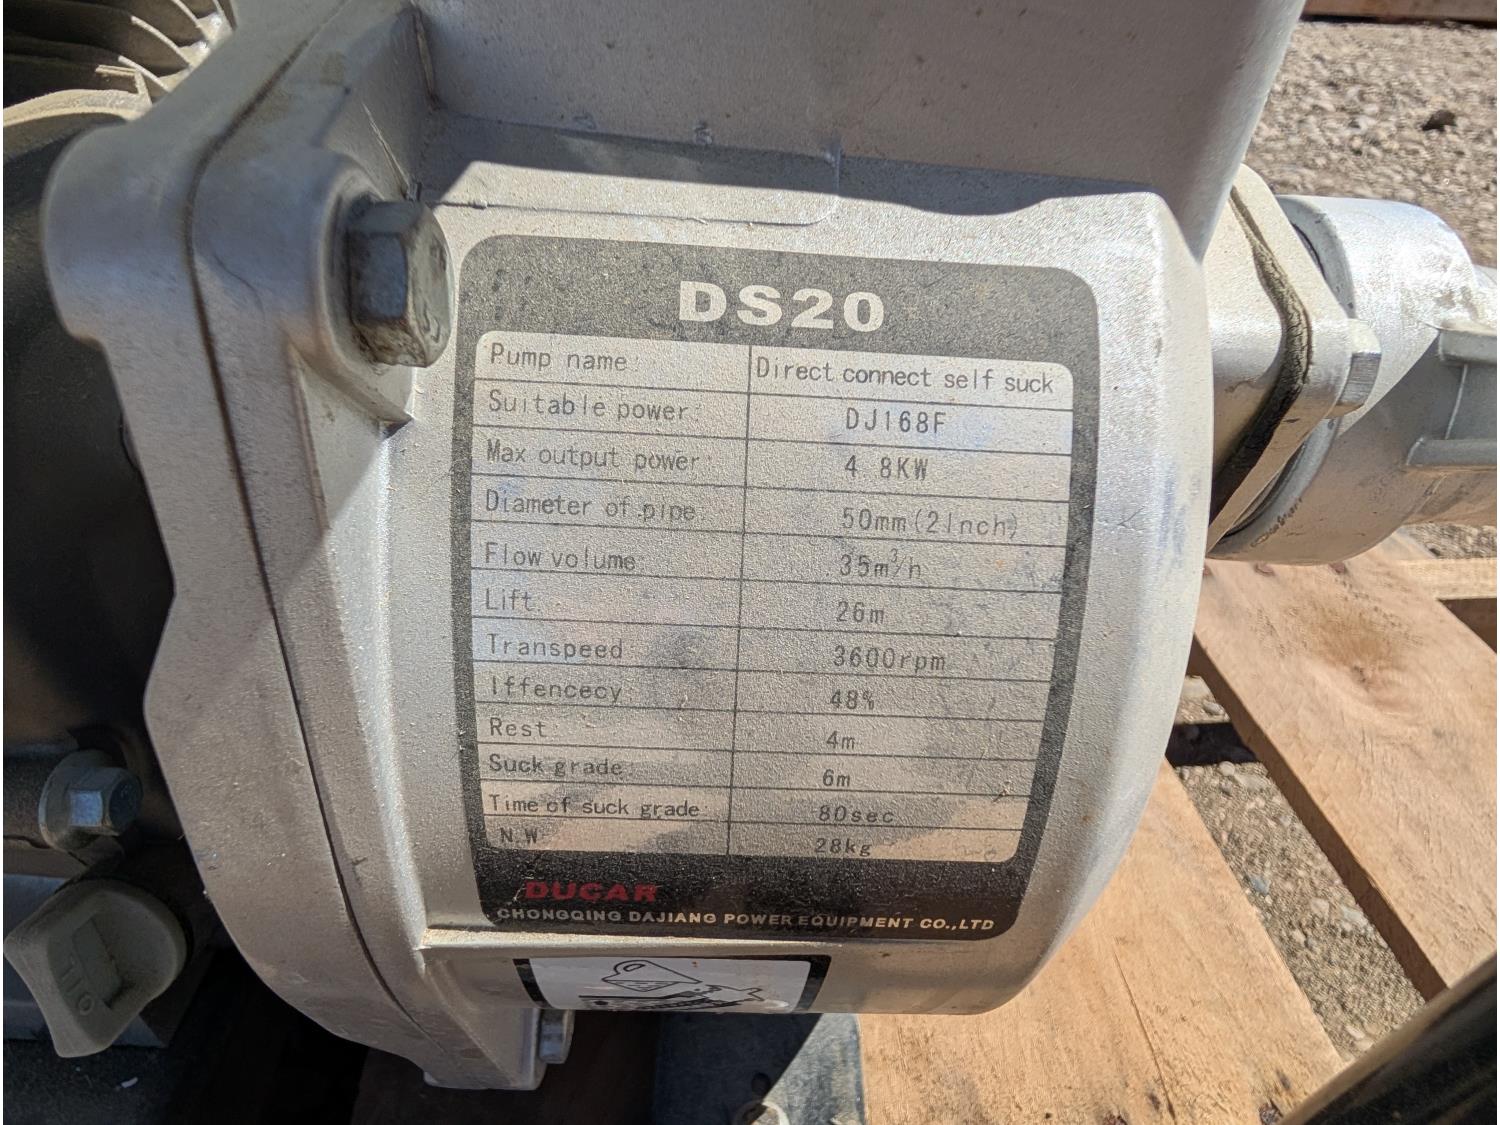 DS20
Pump name: Direct connect self suck
Suitable power: DJ168F
Max output power: 4.8KW
Diameter of pipe: 50mm(2Inch)
Flow volume: 35m³/h
Lift: 26m
Transpeed: 3600rpm
Iffencecy: 48%
Rest: 4m
Suck grade: 6m
Time of suck grade: 80sec
N.W 28kg
DUCAR
CHONGQING DAJIANG POWER EQUIPMENT CO.,LTD
OIL